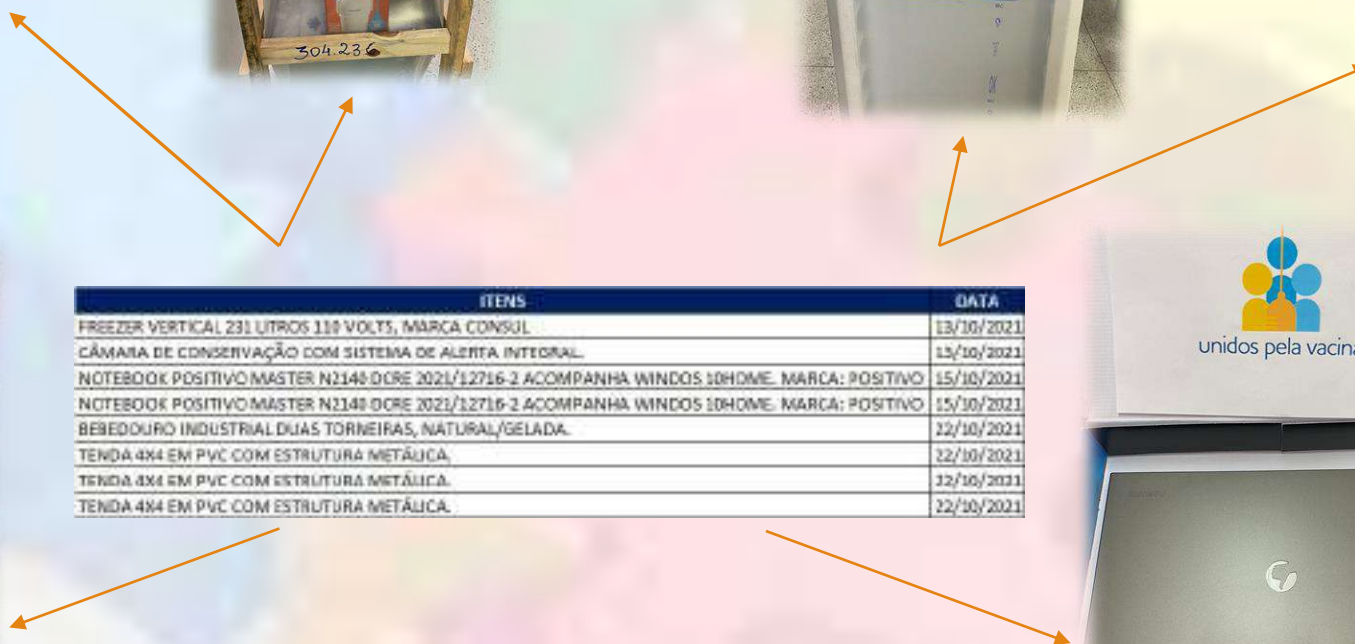 304.236
ITENS DATA
FREEZER VERTICAL 231 LITROS 110 VOLTS, MARCA CONSUL 13/10/2021
CÂMARA DE CONSERVAÇÃO COM SISTEMA DE ALERTA INTEGRAL. 13/10/2021
NOTEBOOK POSITIVO MASTER N2140 DCRE 2021/12716-2 ACOMPANHA WINDOS 10HOME. MARCA: POSITIVO 15/10/2021
NOTEBOOK POSITIVO MASTER N2140 DCRE 2021/12716-2 ACOMPANHA WINDOS 10HOME. MARCA: POSITIVO 15/10/2021
BEBEDOURO INDUSTRIAL DUAS TORNEIRAS, NATURAL/GELADA. 22/10/2021
TENDA 4X4 EM PVC COM ESTRUTURA METÁLICA. 22/10/2021
TENDA 4X4 EM PVC COM ESTRUTURA METÁLICA. 22/10/2021
TENDA 4X4 EM PVC COM ESTRUTURA METÁLICA. 22/10/2021
unidos pela vacina